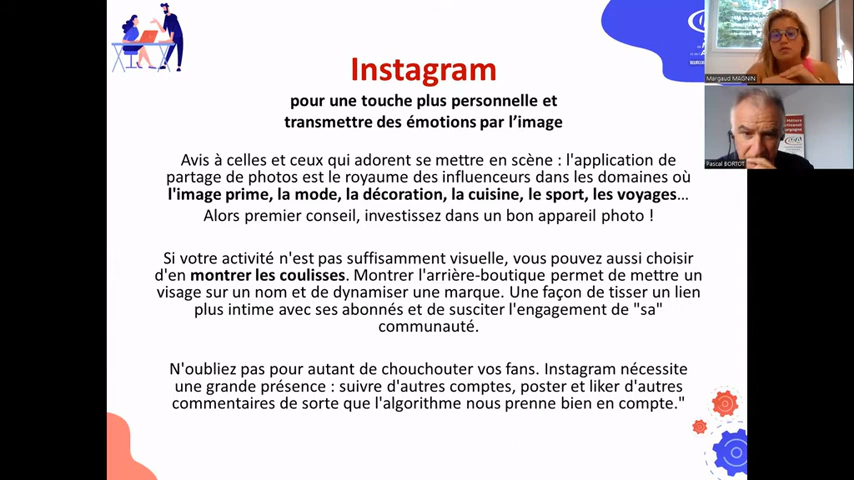 Instagram
pour une touche plus personnelle et
transmettre des émotions par l'image
Avis à celles et ceux qui adorent se mettre en scène : l'application de
partage de photos est le royaume des influenceurs dans les domaines où
l'image prime, la mode, la décoration, la cuisine, le sport, les voyages...
Alors premier conseil, investissez dans un bon appareil photo !
Si votre activité n'est pas suffisamment visuelle, vous pouvez aussi choisir
d'en montrer les coulisses. Montrer l'arrière-boutique permet de mettre un
visage sur un nom et de dynamiser une marque. Une façon de tisser un lien
plus intime avec ses abonnés et de susciter l'engagement de "sa"
communauté.
N'oubliez pas pour autant de chouchouter vos fans. Instagram nécessite
une grande présence : suivre d'autres comptes, poster et liker d'autres
commentaires de sorte que l'algorithme nous prenne bien en compte."
Margaud MAGNIN
Pascal BORTOT